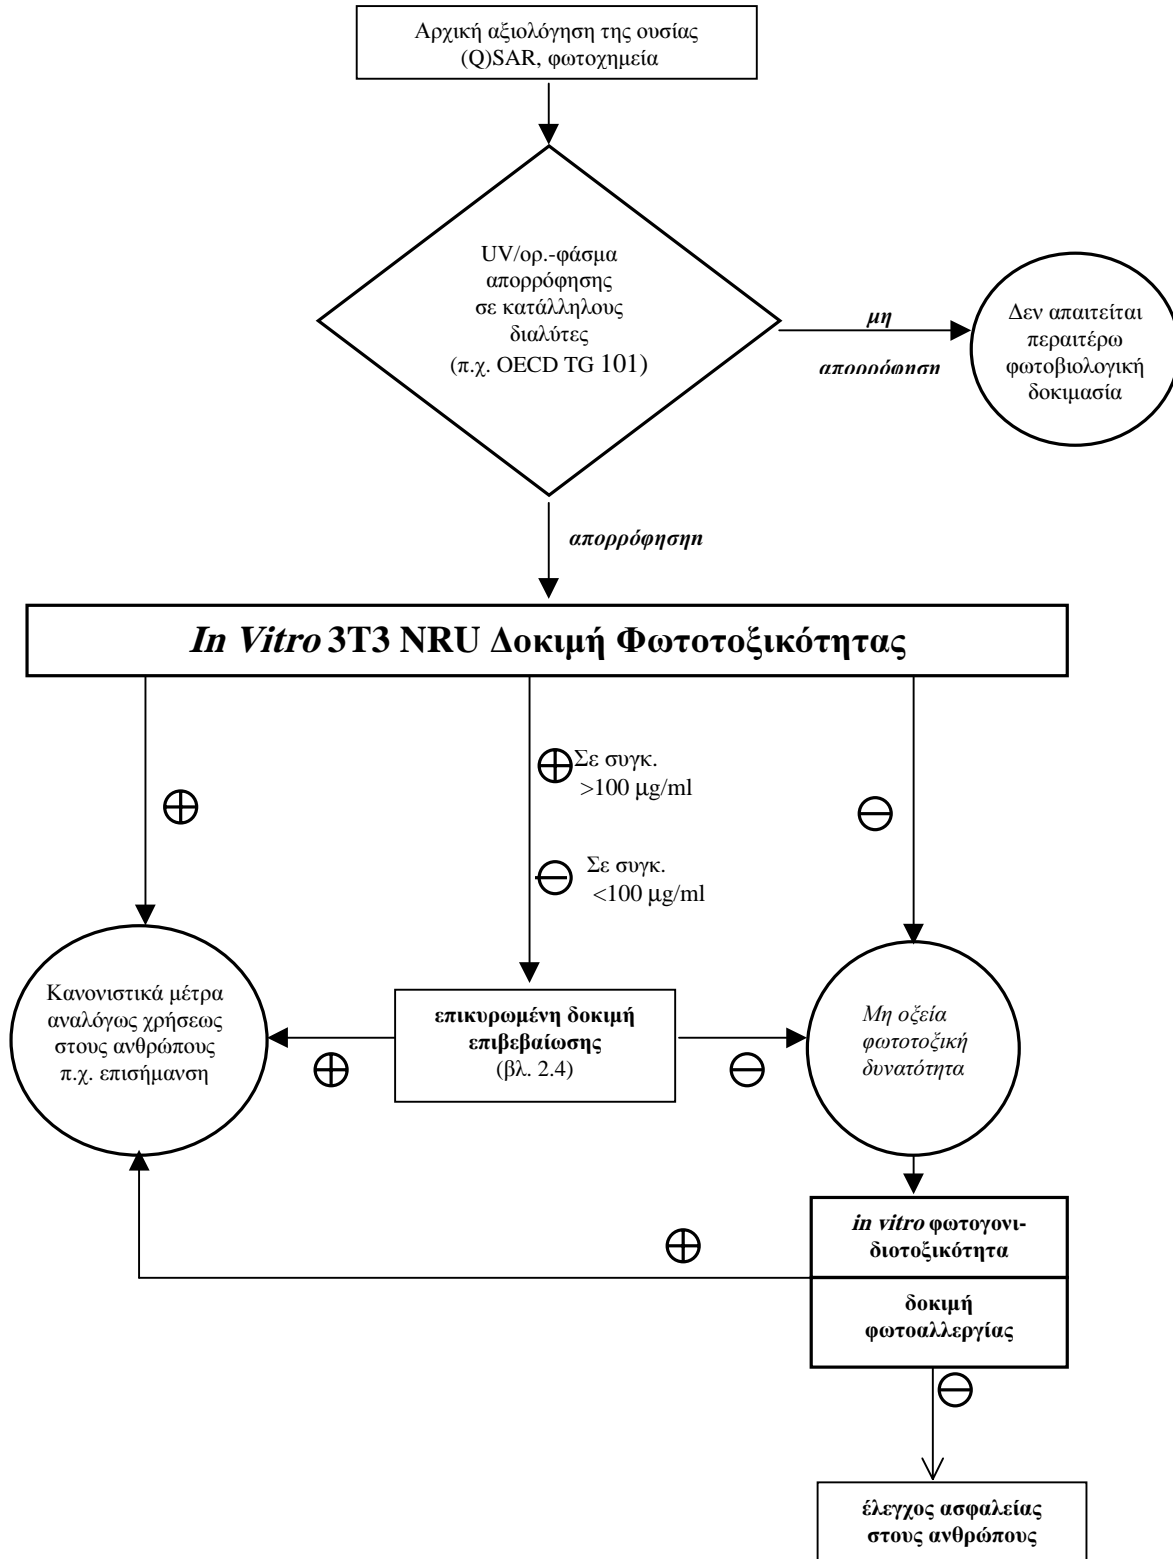 Αρχική αξιολόγηση της ουσίας
(Q)SAR, φωτοχημεία
UV/ορ.-φάσμα
απορρόφησης
σε κατάλληλους
διαλύτες
(π.χ. OECD TG 101)
μη
απορρόφηση
Δεν απαιτείται
περαιτέρω
φωτοβιολογική
δοκιμασία
απορρόφησηn
In Vitro 3T3 NRU Δοκιμή Φωτοτοξικότητας
Σε συγκ.
>100 μg/ml
Σε συγκ.
<100 μg/ml
Κανονιστικά μέτρα
αναλόγως χρήσεως
στους ανθρώπους
π.χ. επισήμανση
επικυρωμένη δοκιμή
επιβεβαίωσης
(βλ. 2.4)
Μη οξεία
φωτοτοξική
δυνατότητα
in vitro φωτογονι-
διοτοξικότητα
δοκιμή
φωτοαλλεργίας
έλεγχος ασφαλείας
στους ανθρώπους